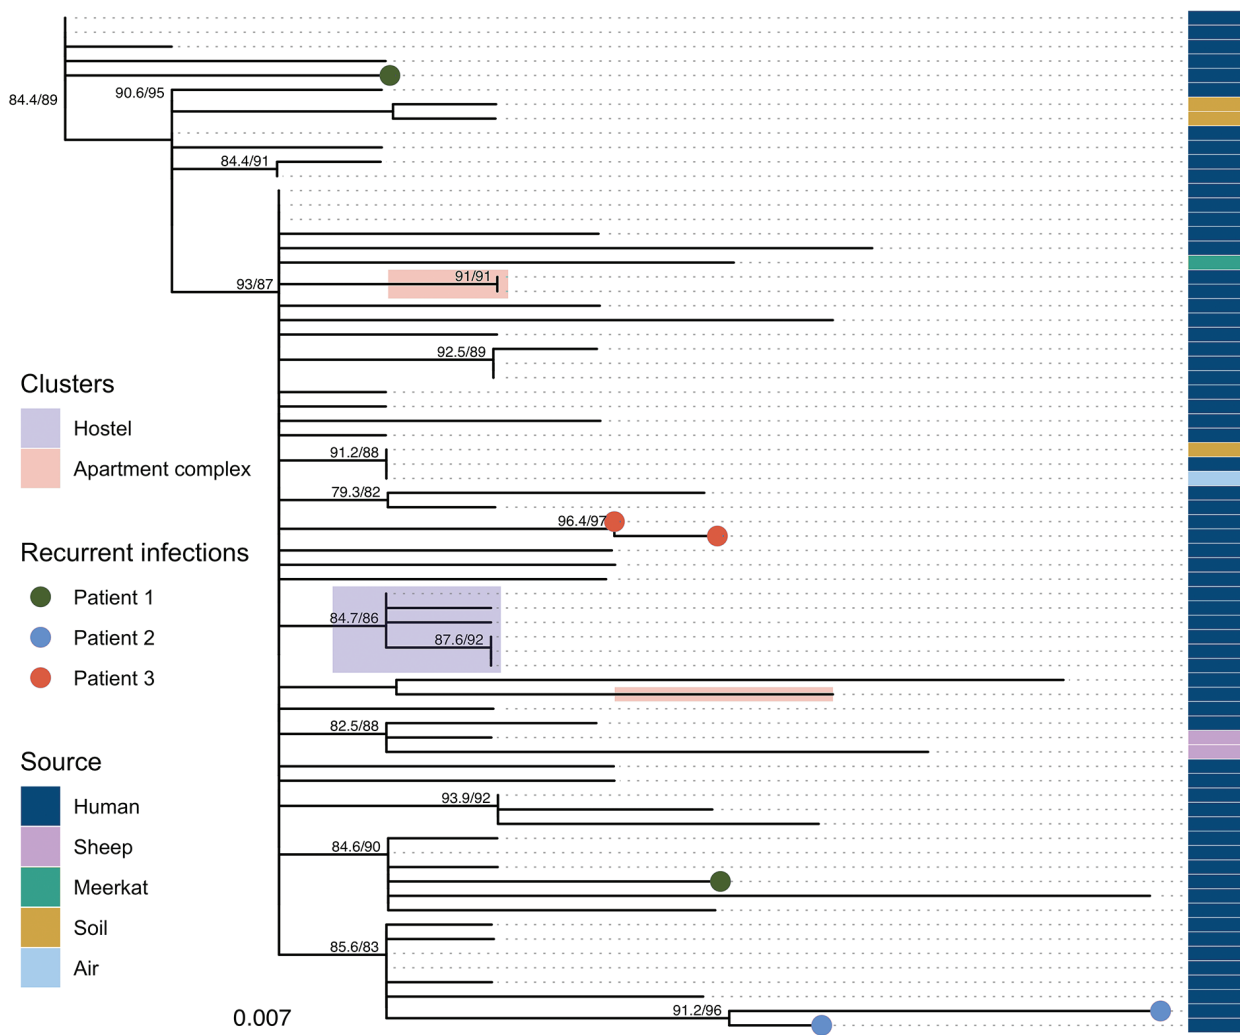 90.6/95
84.4/89
84.4/91
91/91
93/87
92.5/89
Clusters
Hostel
Apartment complex
91.2/88
79.3/82
96.4/97
Recurrent infections
Patient 1
Patient 2
Patient 3
84.7/86
87.6/92
82.5/88
Source
Human
Sheep
Meerkat
Soil
Air
93.9/92
84.6/90
85.6/83
91.2/96
0.007